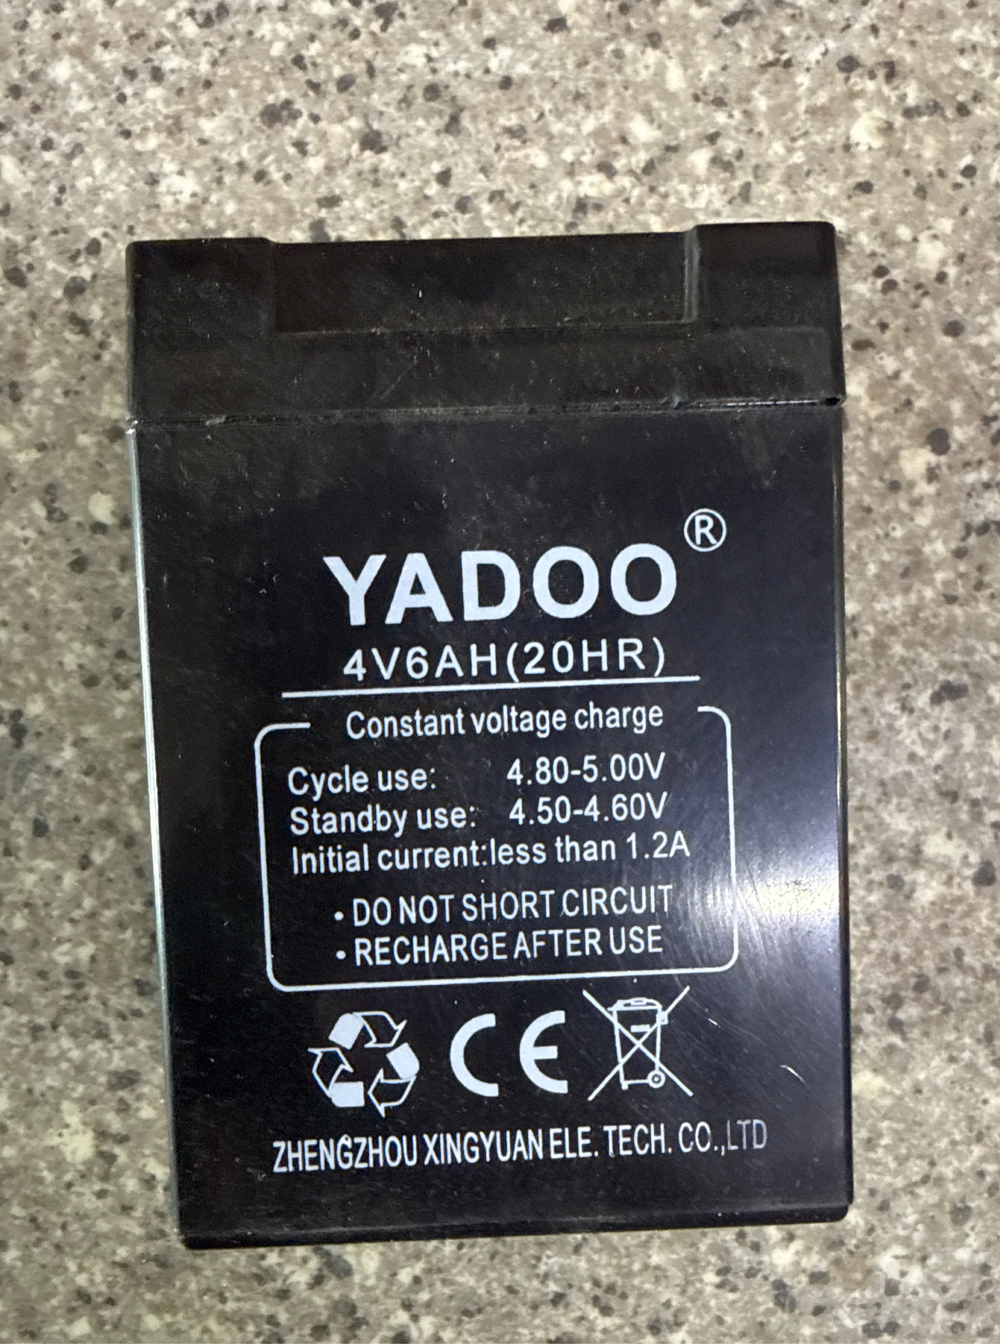 YADOO®
4V6AH(20HR)
Constant voltage charge
Cycle use: 4.80-5.00V
Standby use: 4.50-4.60V
Initial current:less than 1.2A
• DO NOT SHORT CIRCUIT
• RECHARGE AFTER USE
CE
ZHENGZHOU XINGYUAN ELE. TECH. CO.,LTD